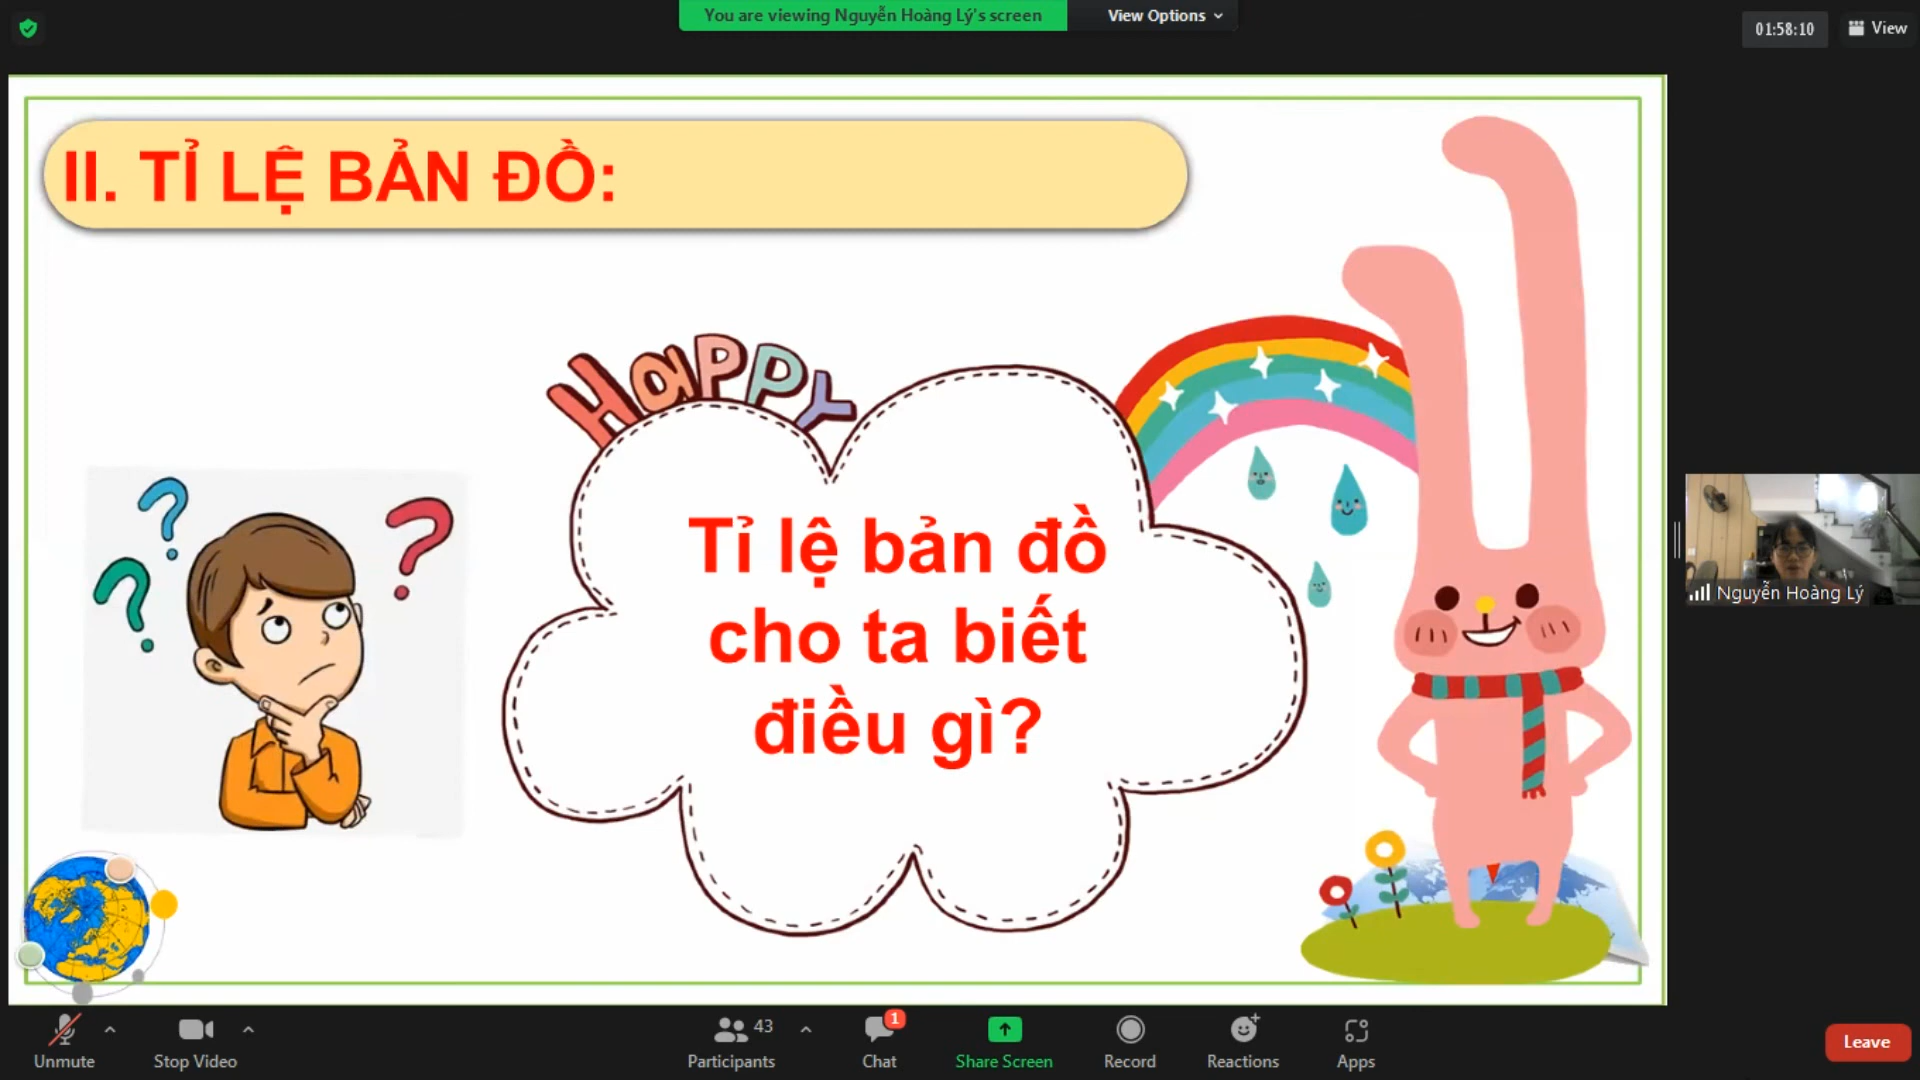 You are viewing Nguyễn Hoàng Lý's screen
View Options
01:58:10
View
II. TỈ LỆ BẢN ĐỒ:
Happy
Tỉ lệ bản đồ
cho ta biết
điều gì?
Nguyễn Hoàng Lý
Unmute
Stop Video
43
Participants
1
Chat
Share Screen
Record
Reactions
Apps
Leave